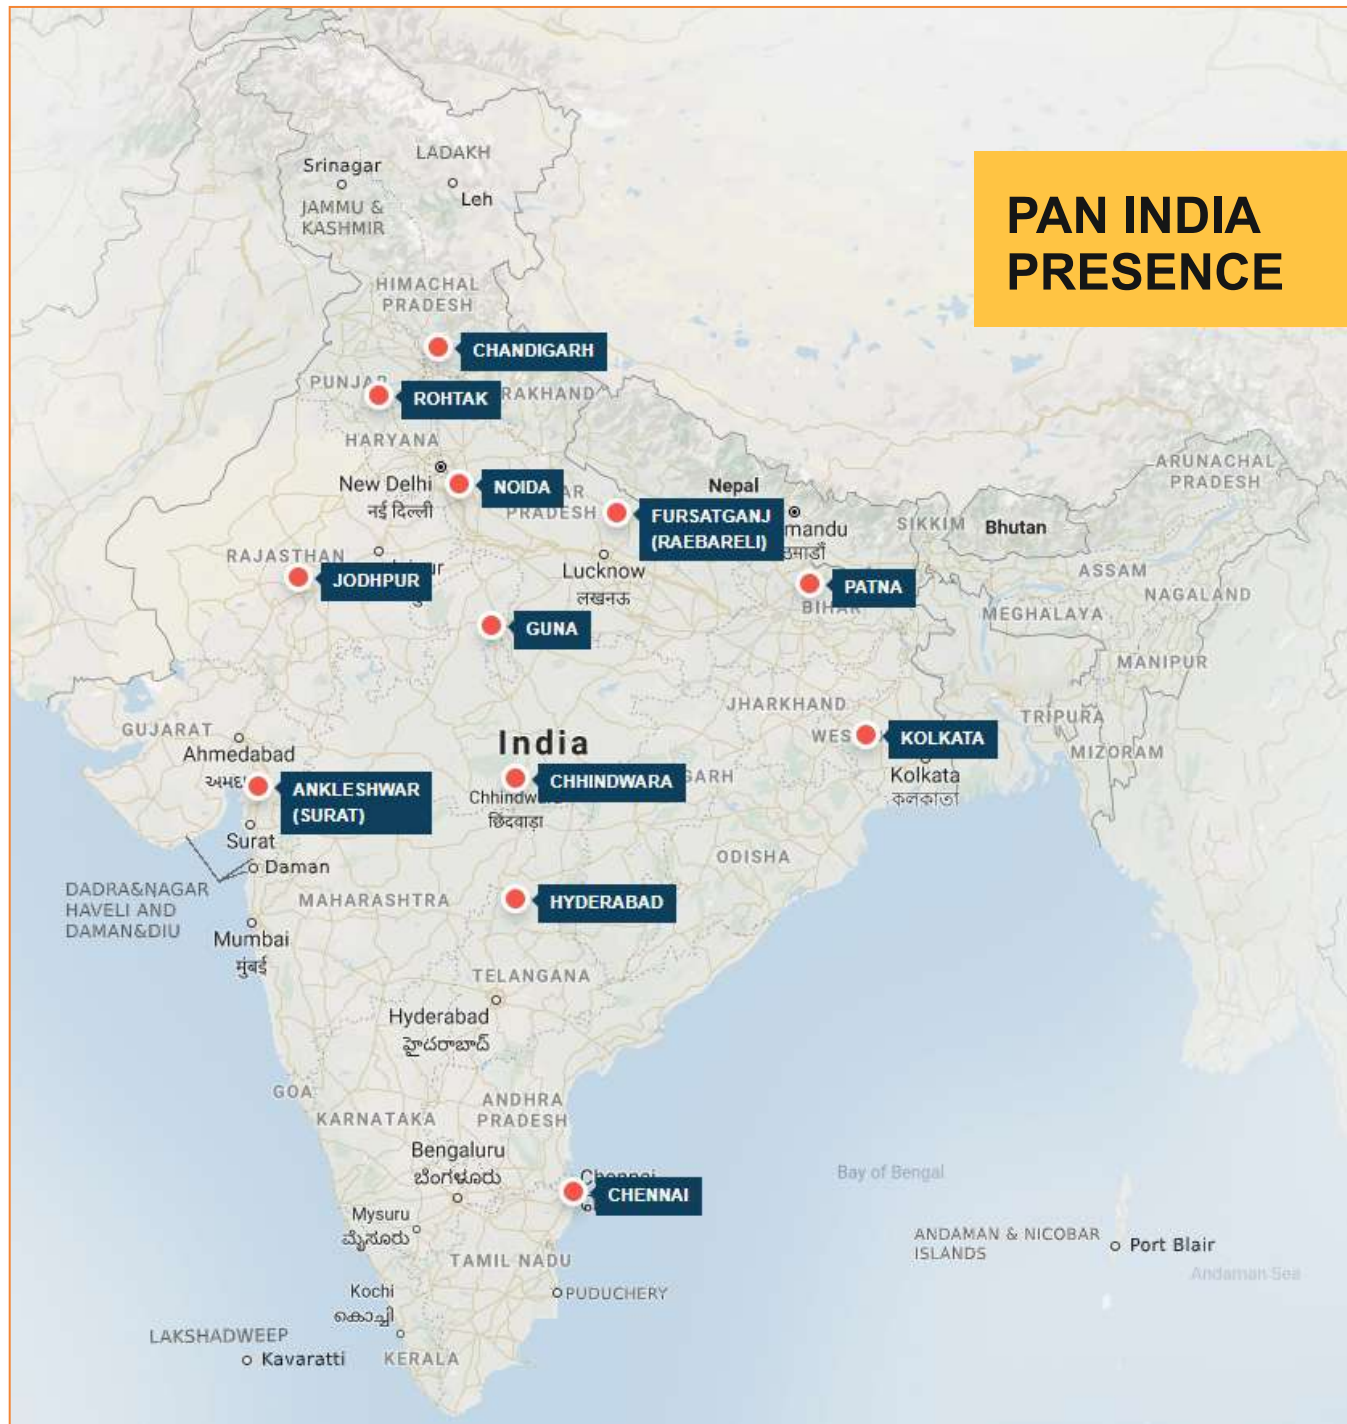 LADAKH
Srinagar
Leh
JAMMU &
KASHMIR
PAN INDIA
PRESENCE
HIMACHAL
PRADESH
CHANDIGARH
ROHTAK
HARYANA
New Delhi
नई दिल्ली
NOIDA
PRADESH
Nepal
FURSATGANJ
(RAEBARELI)
ARUNACHAL
PRADESH
SIKKIM
Bhutan
RAJASTHAN
JODHPUR
Lucknow
लखनऊ
PATNA
ASSAM
NAGALAND
MEGHALAYA
GUNA
MANIPUR
JHARKHAND
TRIPURA
MIZORAM
GUJARAT
Ahmedabad
India
KOLKATA
Kolkata
কলকাতা
ANKLESHWAR
(SURAT)
CHHINDWARA
छिंदवाड़ा
Surat
Daman
ODISHA
DADRA&NAGAR
HAVELI AND
DAMAN&DIU
MAHARASHTRA
HYDERABAD
Mumbai
मुंबई
TELANGANA
Hyderabad
హైదరాబాద్
GOA
KARNATAKA
ANDHRA
PRADESH
Bengaluru
ಬೆಂಗಳೂರು
Chennai
CHENNAI
Bay of Bengal
Mysuru
ಮೈಸೂರು
TAMIL NADU
ANDAMAN & NICOBAR
ISLANDS
Port Blair
Andaman Sea
Kochi
കൊച്ചി
PUDUCHERY
LAKSHADWEEP
Kavaratti
KERALA